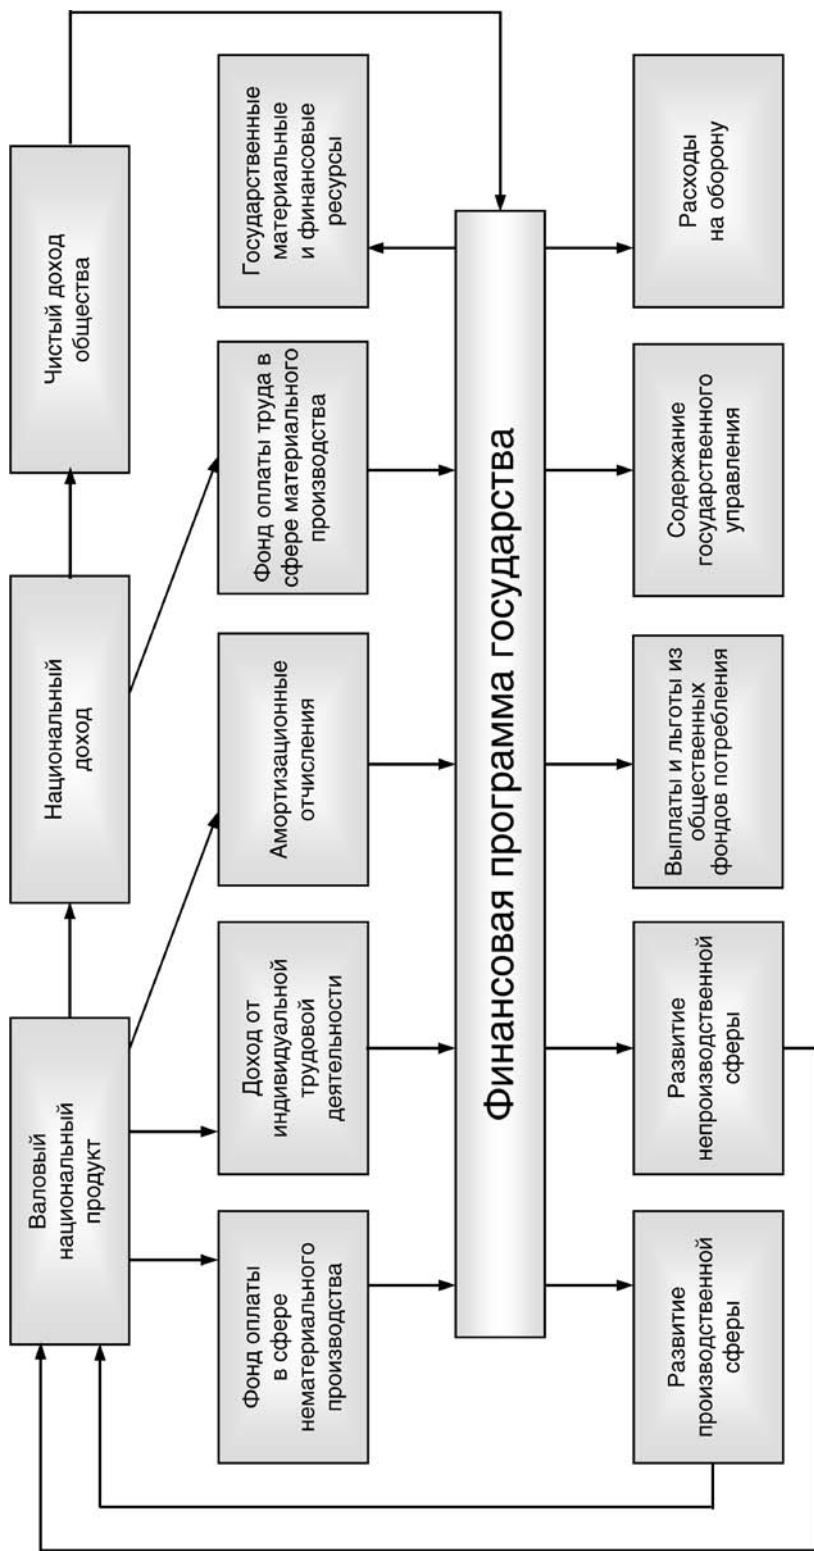 Валовый
национальный
продукт
Национальный
доход
Чистый доход
общества
Фонд оплаты
в сфере
нематериального
производства
Доход от
индивидуальной
трудовой
деятельности
Амортизационные
отчисления
Фонд оплаты труда в
сфере материального
производства
Государственные
материальные
и финансовые
ресурсы
Финансовая программа государства
Развитие
производственной
сферы
Развитие
непроизводственной
сферы
Выплаты и льготы из
общественных
фондов потребления
Содержание
государственного
управления
Расходы
на оборону